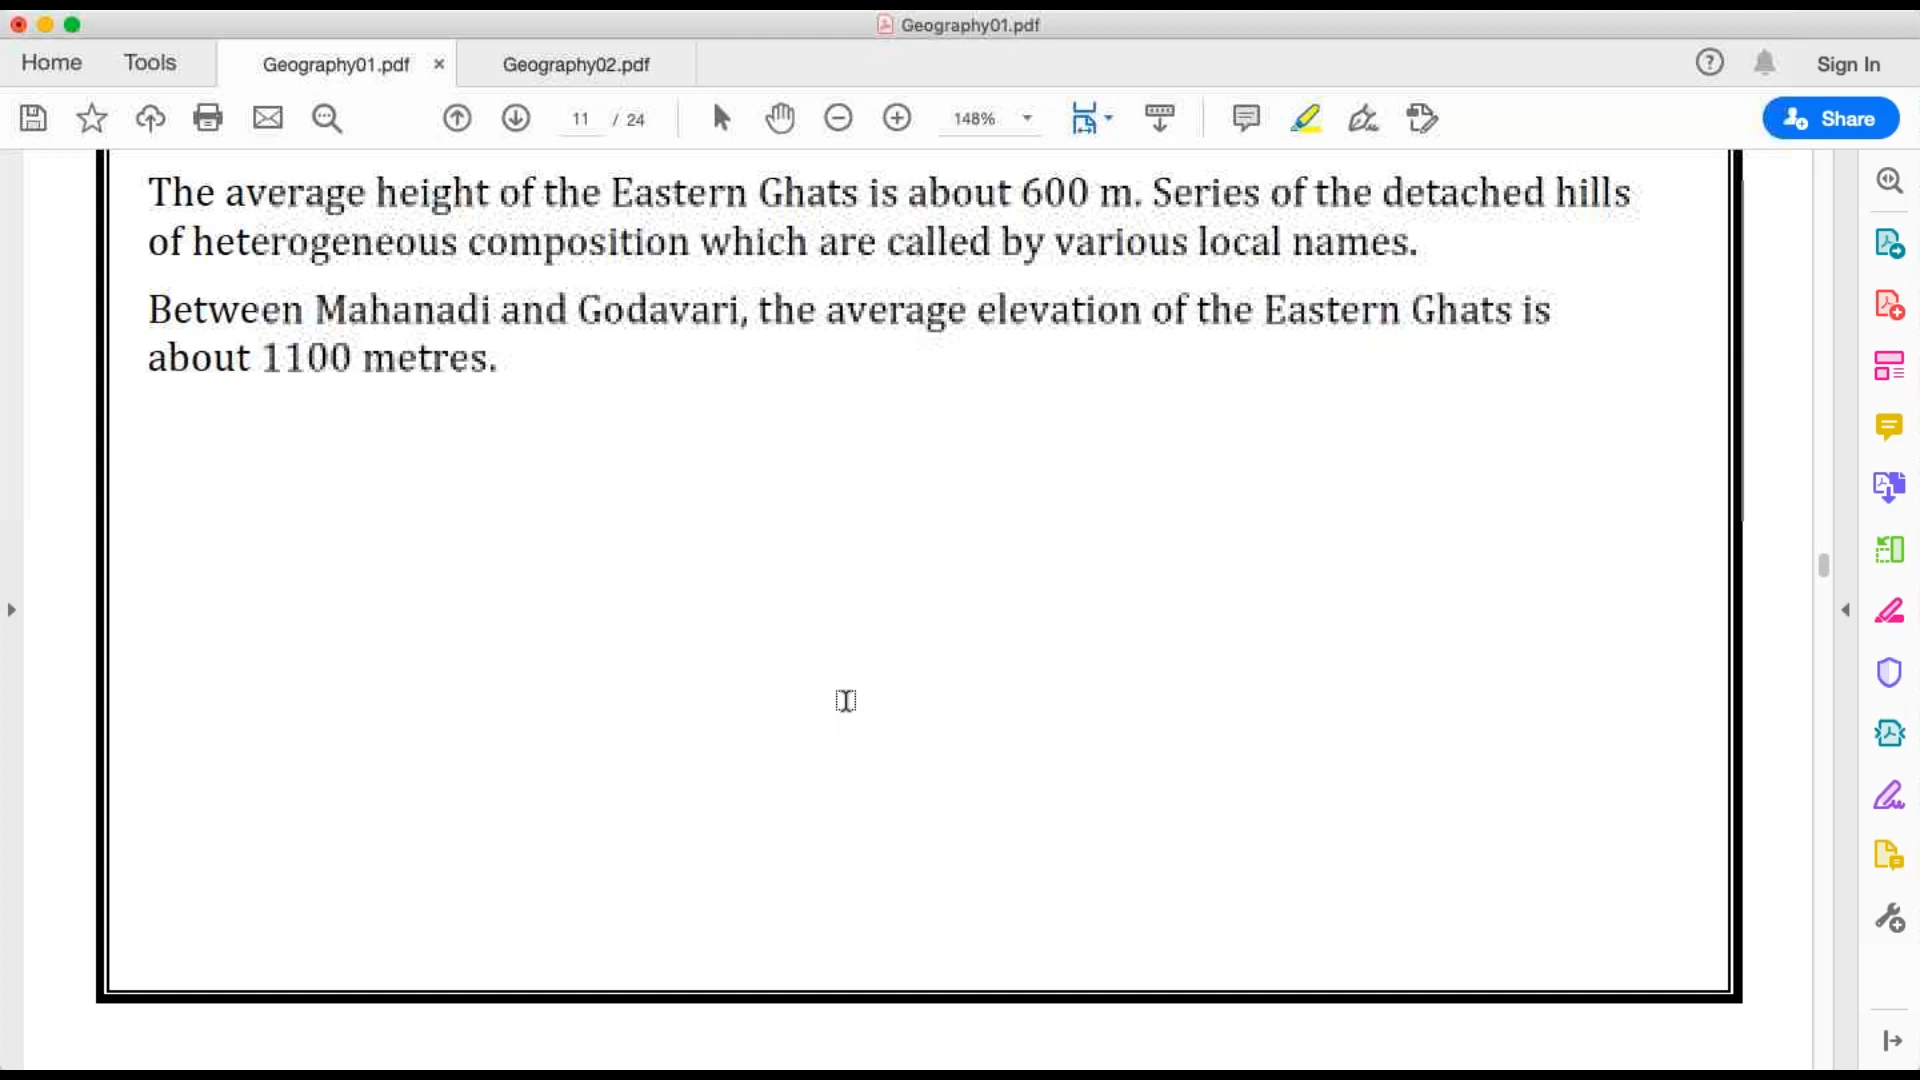 Geography01.pdf
Home Tools Geography01.pdf Geography02.pdf Sign In
11 / 24 148% Share
The average height of the Eastern Ghats is about 600 m. Series of the detached hills
of heterogeneous composition which are called by various local names.
Between Mahanadi and Godavari, the average elevation of the Eastern Ghats is
about 1100 metres.